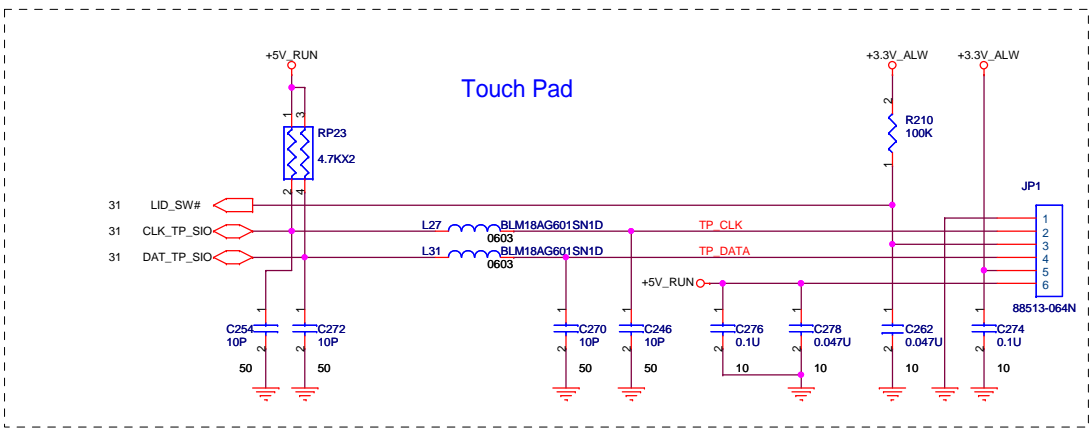 +5V_RUN
+3.3V_ALW
+3.3V_ALW
Touch Pad
1
3
RP23
4.7KX2
2
4
2
R210
100K
1
JP1
31 LID_SW#
31 CLK_TP_SIO
31 DAT_TP_SIO
L27
BLM18AG601SN1D
0603
TP_CLK
L31
BLM18AG601SN1D
0603
TP_DATA
+5V_RUN
1
2
3
4
5
6
88513-064N
1
C254
10P
2
50
1
C272
10P
2
50
1
C270
10P
2
50
1
C246
10P
2
50
1
C276
0.1U
2
10
1
C278
0.047U
2
10
1
C262
0.047U
2
10
1
C274
0.1U
2
10